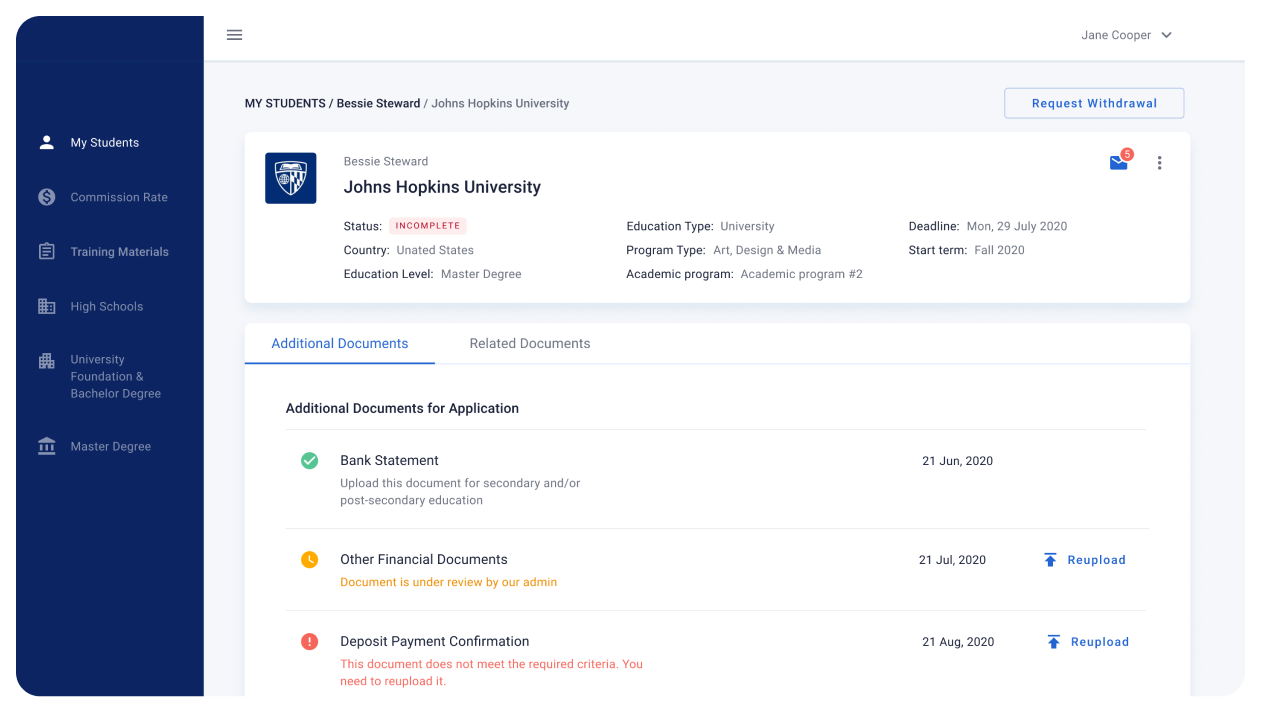 Jane Cooper
MY STUDENTS / Bessie Steward / Johns Hopkins University
Request Withdrawal
My Students
Commission Rate
Training Materials
High Schools
University
Foundation &
Bachelor Degree
Master Degree
Bessie Steward
5
Johns Hopkins University
Status: INCOMPLETE
Education Type: University
Deadline: Mon, 29 July 2020
Country: Unated States
Program Type: Art, Design & Media
Start term: Fall 2020
Education Level: Master Degree
Academic program: Academic program #2
Additional Documents
Related Documents
Additional Documents for Application
Bank Statement
21 Jun, 2020
Upload this document for secondary and/or
post-secondary education
Other Financial Documents
21 Jul, 2020
Reupload
Document is under review by our admin
Deposit Payment Confirmation
21 Aug, 2020
Reupload
This document does not meet the required criteria. You
need to reupload it.